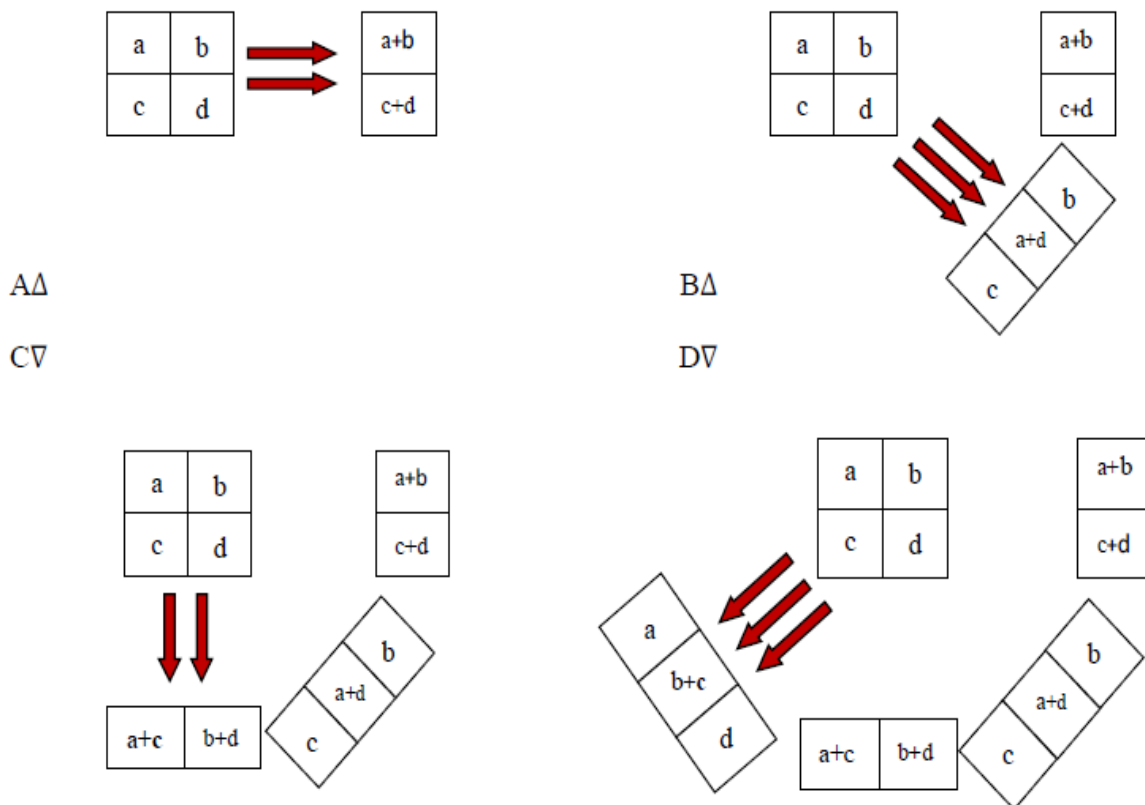 a b a+b
c d c+d
AΔ
a b a+b
c d c+d
b
a+d
c
BΔ
C∇
a b a+b
c d c+d
b
a+d
c
a+c b+d
D∇
a b a+b
c d c+d
a
b+c
d
b
a+d
c
a+c b+d